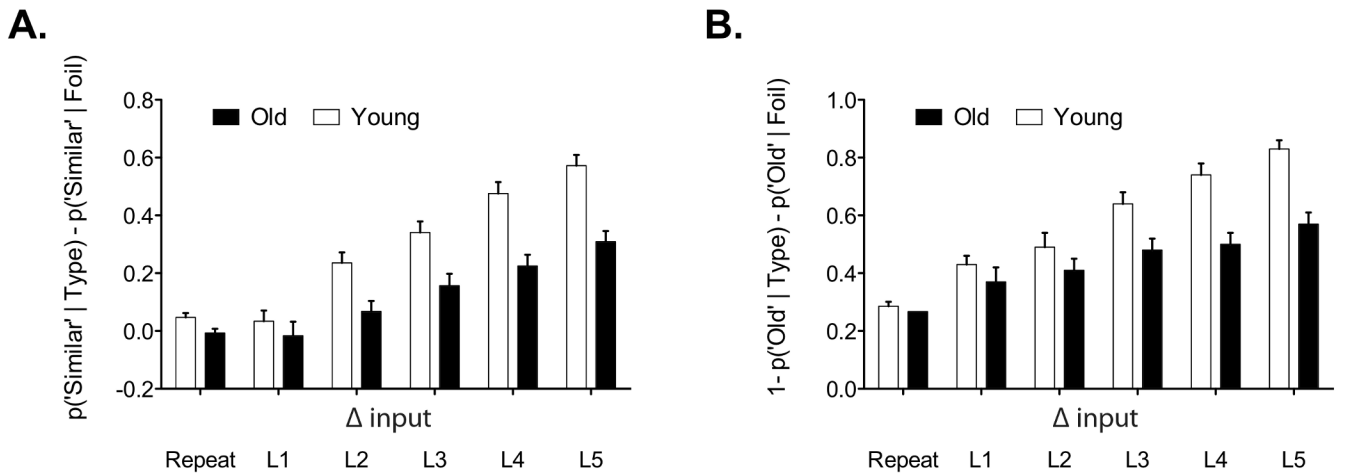 A.
p('Similar' | Type) - p('Similar' | Foil)
0.8
0.6
0.4
0.2
0.0
-0.2
Old Young
Δ input
Repeat L1 L2 L3 L4 L5
B.
1- p('Old' | Type) - p('Old' | Foil)
1.0
0.8
0.6
0.4
0.2
0.0
Old Young
Δ input
Repeat L1 L2 L3 L4 L5